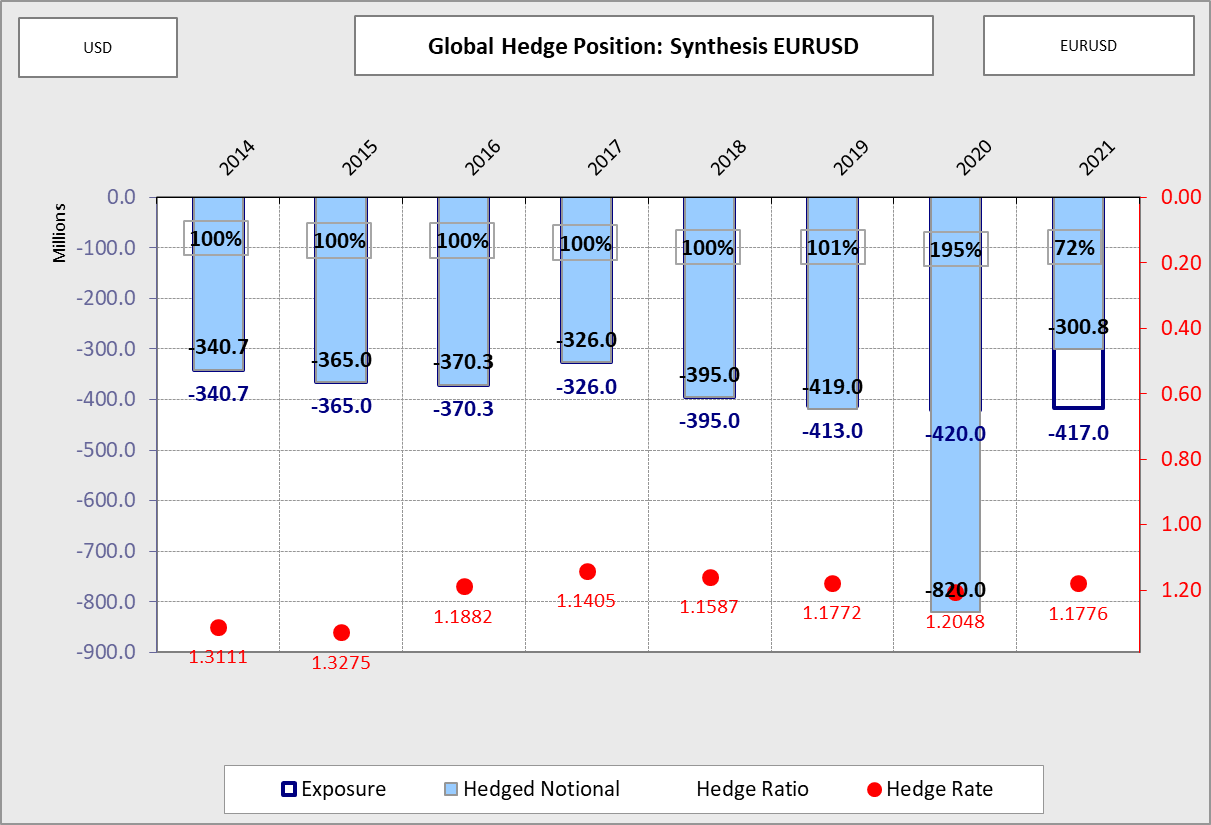 USD
Global Hedge Position: Synthesis EURUSD
EURUSD
2014 2015 2016 2017 2018 2019 2020 2021
Millions
0.0 0.00
100% 100% 100% 100% 100% 101% 195% 72%
-100.0 0.20
-200.0
-300.0 0.40
-340.7 -365.0 -370.3 -326.0 -395.0 -419.0 -820.0 -300.8
-340.7 -365.0 -370.3 -326.0 -395.0 -413.0 -420.0 -417.0
-400.0 0.60
-500.0 0.80
-600.0 1.00
-700.0
-800.0 1.20
1.3111 1.3275 1.1882 1.1405 1.1587 1.1772 1.2048 1.1776
-900.0
Exposure Hedged Notional Hedge Ratio Hedge Rate